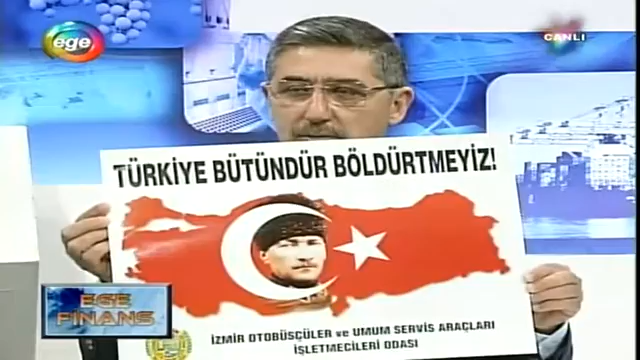 ege
CANLI
TÜRKİYE BÜTÜNDÜR BÖLDÜRTMEYİZ!
EGE
FİNANS
İZMİR OTOBÜSÇÜLER ve UMUM SERVİS ARAÇLARI
İŞLETMECİLERİ ODASI